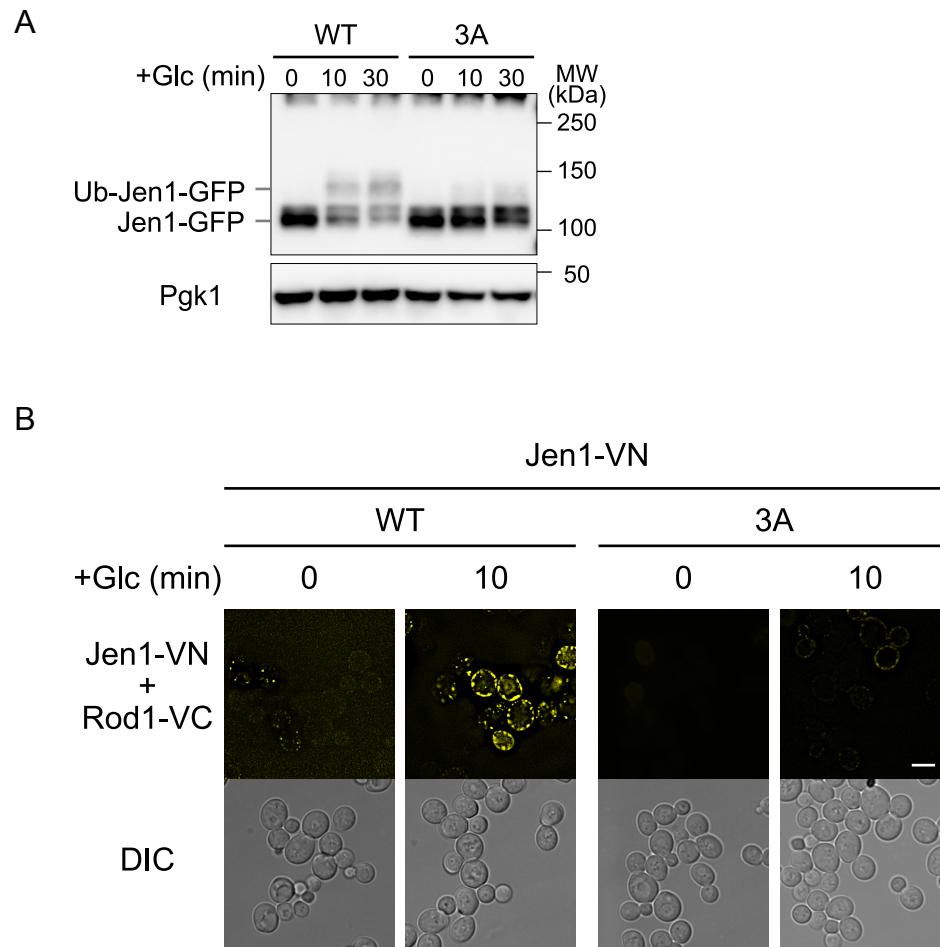 A
WT 3A
+Glc (min) 0 10 30 0 10 30 MW
(kDa)
250
150
Ub-Jen1-GFP
Jen1-GFP
100
50
Pgk1
B
Jen1-VN
WT 3A
+Glc (min) 0 10 0 10
Jen1-VN
+
Rod1-VC
DIC